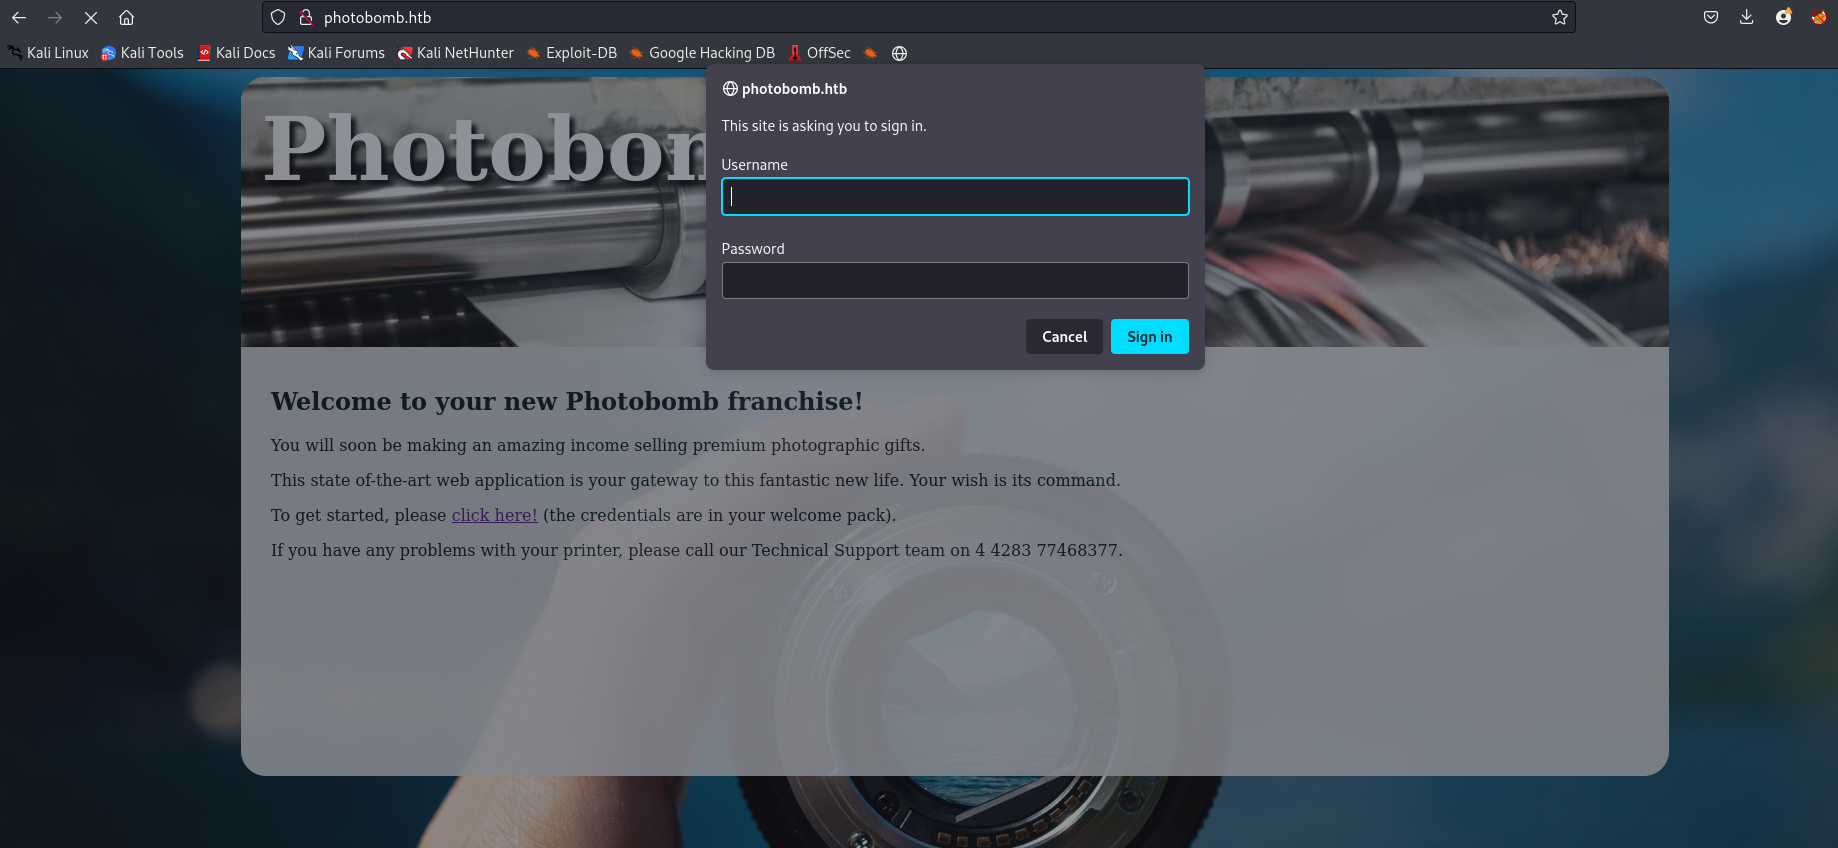 photobomb.htb
Kali Linux Kali Tools Kali Docs Kali Forums Kali NetHunter Exploit-DB Google Hacking DB OffSec
photobomb.htb
This site is asking you to sign in.
Username
Password
Cancel Sign in
Photobom
Welcome to your new Photobomb franchise!
You will soon be making an amazing income selling premium photographic gifts.
This state of-the-art web application is your gateway to this fantastic new life. Your wish is its command.
To get started, please click here! (the credentials are in your welcome pack).
If you have any problems with your printer, please call our Technical Support team on 4 4283 77468377.